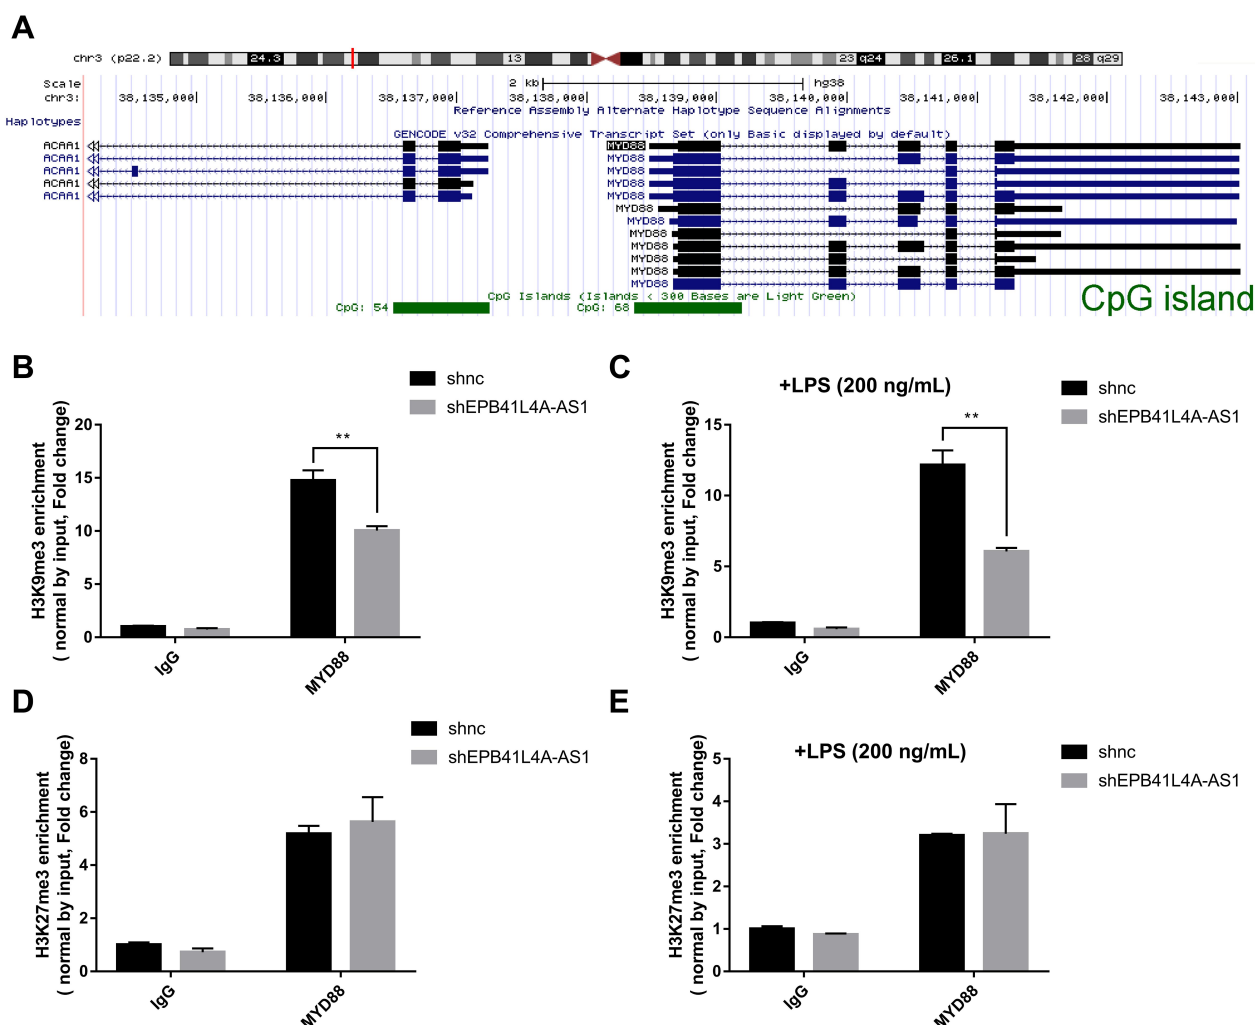 A
chr3 (p22.2) 24.3 13 23 q24 26.1 28 q29
Scale 2 kb hg38
chr3: 38,135,000 38,136,000 38,137,000 38,138,000 38,139,000 38,140,000 38,141,000 38,142,000 38,143,000
Reference Assembly Alternate Haplotype Sequence Alignments
Haplotypes
GENCODE v32 Comprehensive Transcript Set (only Basic displayed by default)
ACAA1 MYD88
ACAA1 MYD88
ACAA1 MYD88
ACAA1 MYD88
ACAA1 MYD88
MYD88
MYD88
MYD88
MYD88
MYD88
MYD88
MYD88
CpG Islands (Islands < 300 Bases are Light Green)
CpG: 54 CpG: 68
CpG island
B
shnc
shEPB41L4A-AS1
H3K9me3 enrichment
( normal by input, Fold change)
20
15
10
5
0
**
IgG
MYD88
C
+LPS (200 ng/mL)
shnc
shEPB41L4A-AS1
H3K9me3 enrichment
( normal by input, Fold change)
15
10
5
0
**
IgG
MYD88
D
shnc
shEPB41L4A-AS1
H3K27me3 enrichment
( normal by input, Fold change)
8
6
4
2
0
IgG
MYD88
E
+LPS (200 ng/mL)
shnc
shEPB41L4A-AS1
H3K27me3 enrichment
( normal by input, Fold change)
5
4
3
2
1
0
IgG
MYD88